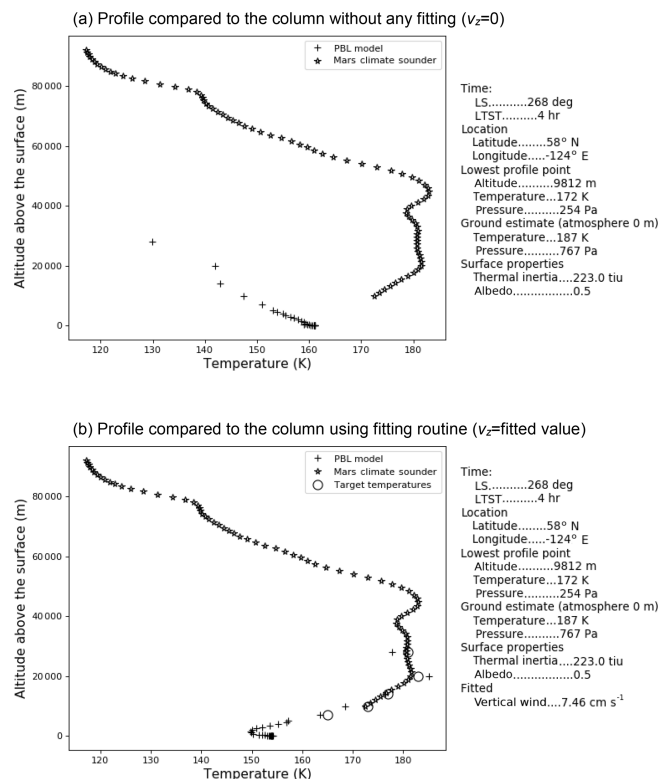 (a) Profile compared to the column without any fitting (vz=0)
PBL model
Mars climate sounder
80000
60000
40000
20000
0
Altitude above the surface (m)
120 130 140 150 160 170 180
Temperature (K)
Time:
LS..........268 deg
LTST..........4 hr
Location
Latitude........58° N
Longitude.....-124° E
Lowest profile point
Altitude..........9812 m
Temperature...172 K
Pressure..........254 Pa
Ground estimate (atmosphere 0 m)
Temperature...187 K
Pressure..........767 Pa
Surface properties
Thermal inertia....223.0 tiu
Albedo.................0.5
(b) Profile compared to the column using fitting routine (vz=fitted value)
PBL model
Mars climate sounder
Target temperatures
80000
60000
40000
20000
0
Altitude above the surface (m)
120 130 140 150 160 170 180
Temperature (K)
Time:
LS..........268 deg
LTST..........4 hr
Location
Latitude........58° N
Longitude.....-124° E
Lowest profile point
Altitude..........9812 m
Temperature...172 K
Pressure..........254 Pa
Ground estimate (atmosphere 0 m)
Temperature...187 K
Pressure..........767 Pa
Surface properties
Thermal inertia....223.0 tiu
Albedo.................0.5
Fitted
Vertical wind....7.46 cm s⁻¹